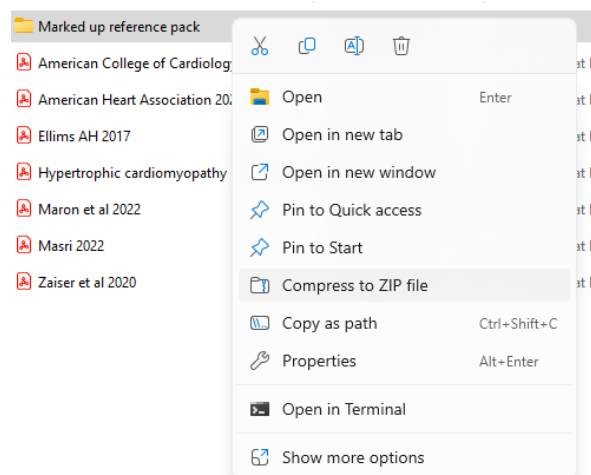 Marked up reference pack
American College of Cardiology
American Heart Association
Ellims AH 2017
Hypertrophic cardiomyopathy
Maron et al 2022
Masri 2022
Zaiser et al 2020
Open Enter
Open in new tab
Open in new window
Pin to Quick access
Pin to Start
Compress to ZIP file
Copy as path Ctrl+Shift+C
Properties Alt+Enter
Open in Terminal
Show more options